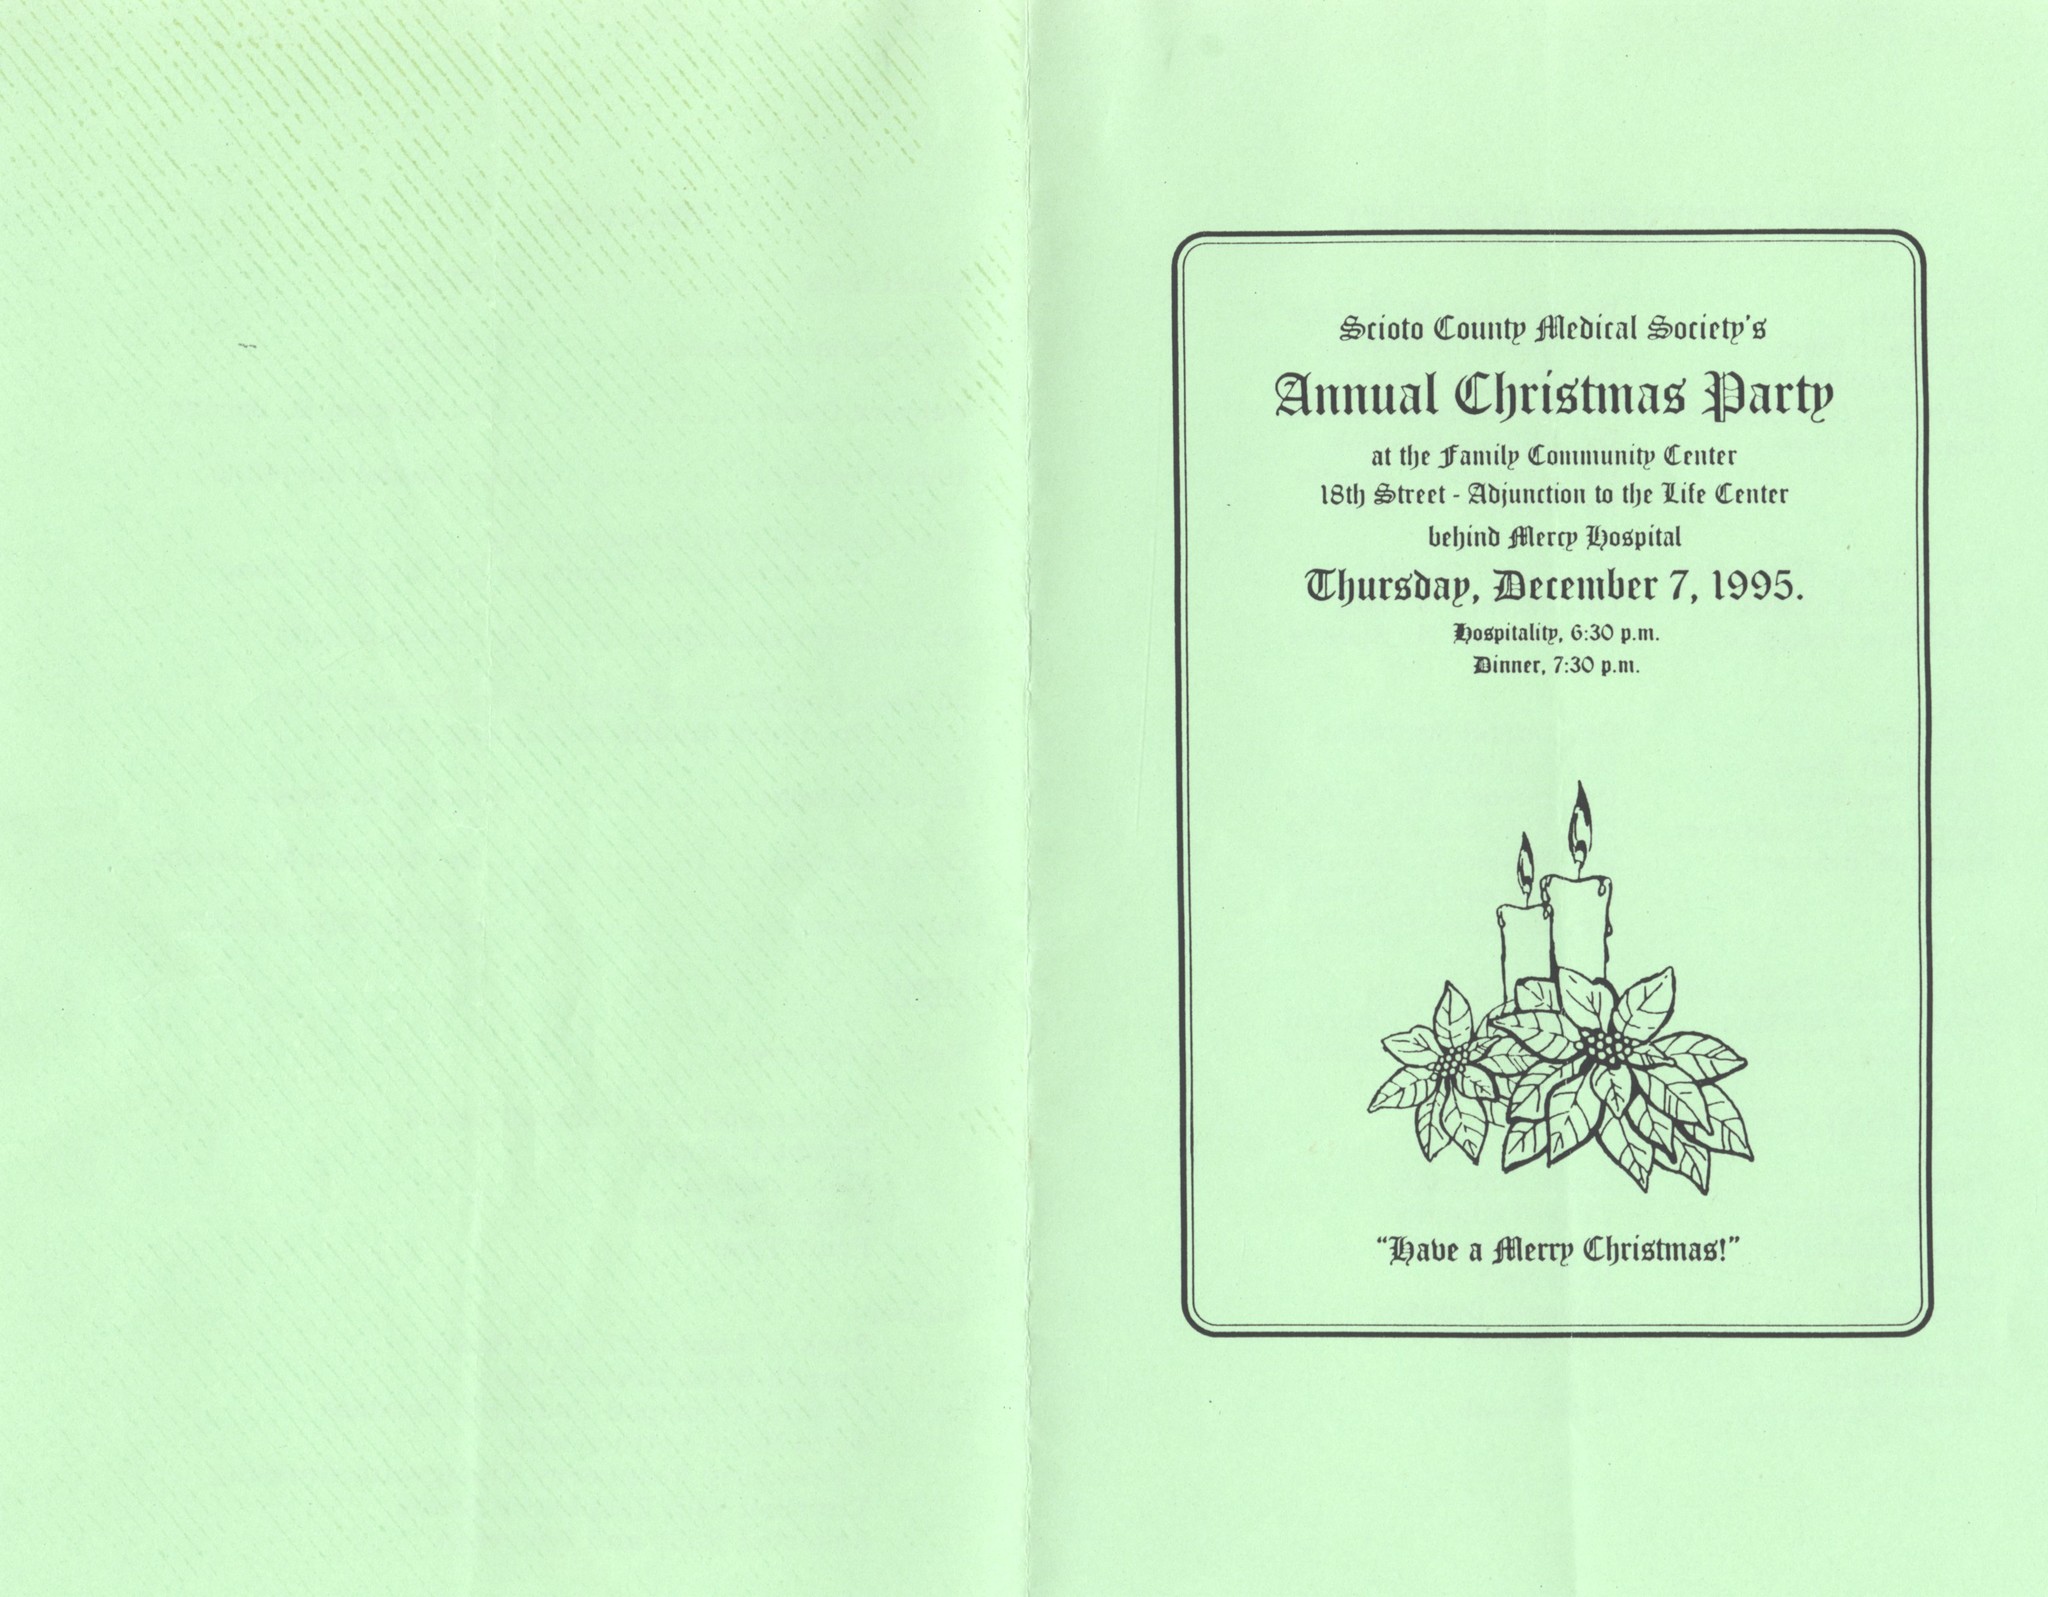 Scioto County Medical Society's
Annual Christmas Party
at the Family Community Center
18th Street - Adjunction to the Life Center
behind Mercy Hospital
Thursday, December 7, 1995.
Hospitality, 6:30 p.m.
Dinner, 7:30 p.m.
“Have a Merry Christmas!”